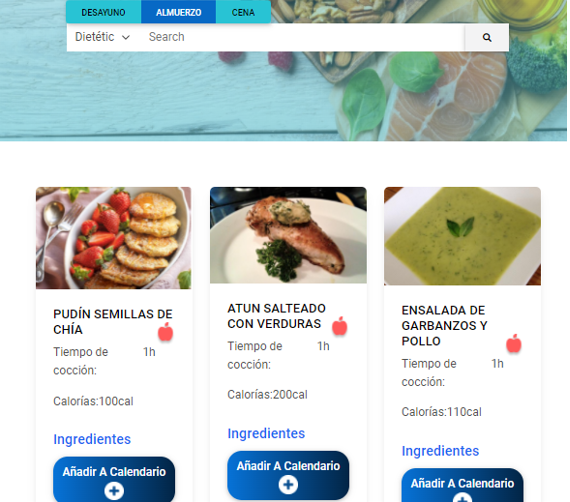 DESAYUNO
ALMUERZO
CENA
Dietétic
Search
PUDÍN SEMILLAS DE
CHÍA
Tiempo de
cocción:
1h
Calorías:100cal
Ingredientes
Añadir A Calendario
ATUN SALTEADO
CON VERDURAS
Tiempo de
cocción:
1h
Calorías:200cal
Ingredientes
Añadir A Calendario
ENSALADA DE
GARBANZOS Y
POLLO
Tiempo de
cocción:
1h
Calorías:110cal
Ingredientes
Añadir A Calendario